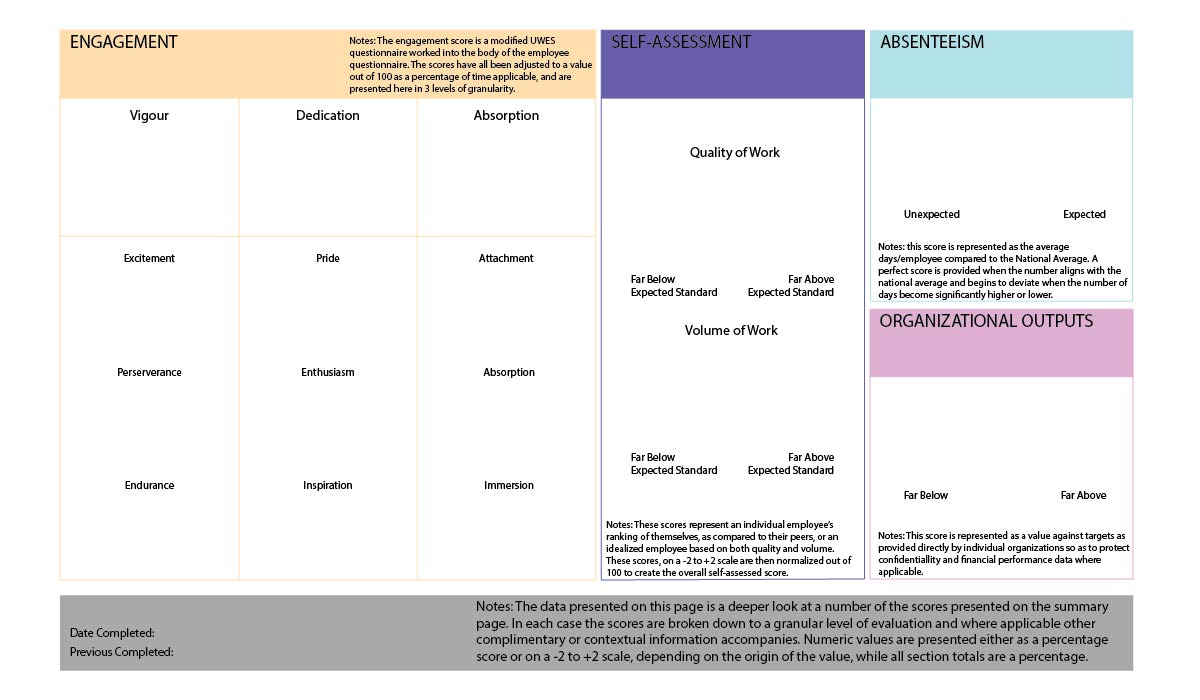 ENGAGEMENT
Notes: The engagement score is a modified UWES
questionnaire worked into the body of the employee
questionnaire. The scores have all been adjusted to a value
out of 100 as a percentage of time applicable, and are
presented here in 3 levels of granularity.
Vigour
Dedication
Absorption
Excitement
Pride
Attachment
Perserverance
Enthusiasm
Absorption
Endurance
Inspiration
Immersion
SELF-ASSESSMENT
Quality of Work
Far Below
Expected Standard
Far Above
Expected Standard
Volume of Work
Far Below
Expected Standard
Far Above
Expected Standard
Notes: These scores represent an individual employee's
ranking of themselves, as compared to their peers, or an
idealized employee based on both quality and volume.
These scores, on a -2 to +2 scale are then normalized out of
100 to create the overall self-assessed score.
ABSENTEEISM
Unexpected
Expected
Notes: this score is represented as the average
days/employee compared to the National Average. A
perfect score is provided when the number aligns with the
national average and begins to deviate when the number of
days become significantly higher or lower.
ORGANIZATIONAL OUTPUTS
Far Below
Far Above
Notes: This score is represented as a value against targets as
provided directly by individual organizations so as to protect
confidentiallity and financial performance data where
applicable.
Date Completed:
Previous Completed:
Notes: The data presented on this page is a deeper look at a number of the scores presented on the summary
page. In each case the scores are broken down to a granular level of evaluation and where applicable other
complimentary or contextual information accompanies. Numeric values are presented either as a percentage
score or on a -2 to +2 scale, depending on the origin of the value, while all section totals are a percentage.